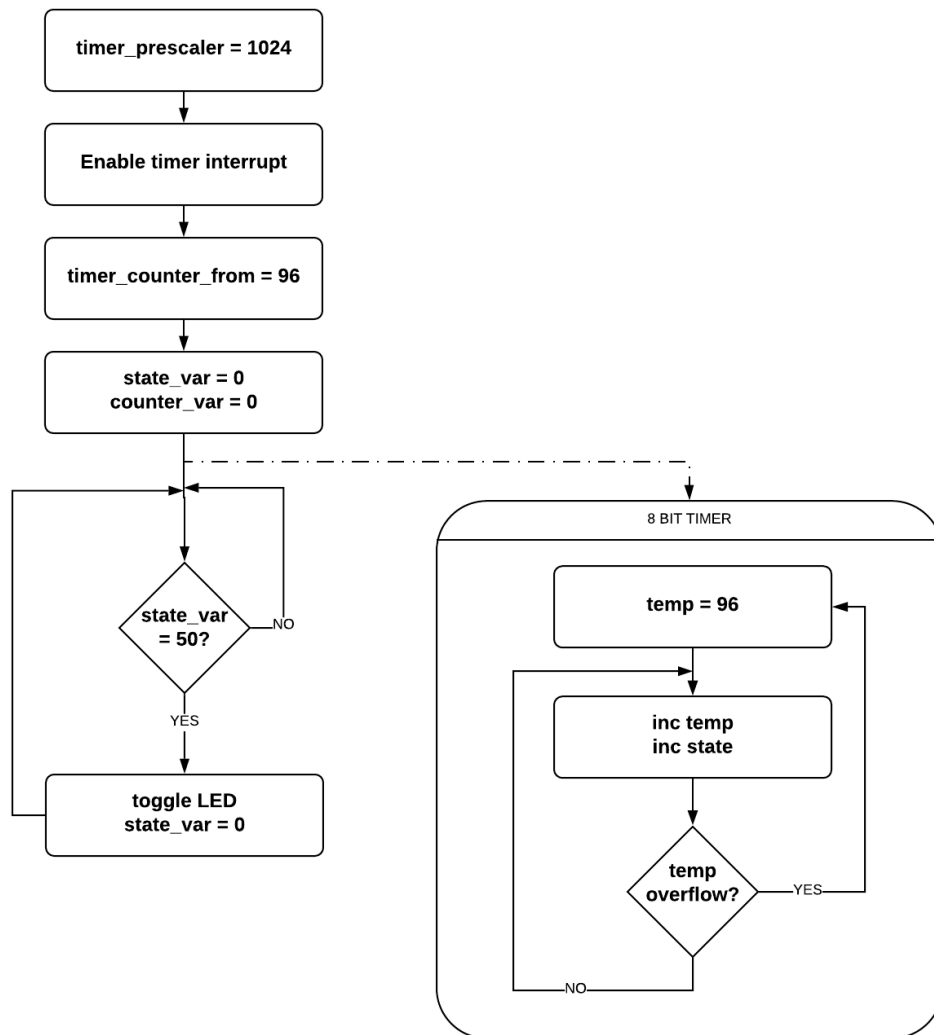 timer_prescaler = 1024
Enable timer interrupt
timer_counter_from = 96
state_var = 0
counter_var = 0
state_var
= 50?
NO
YES
toggle LED
state_var = 0
8 BIT TIMER
temp = 96
inc temp
inc state
temp
overflow?
YES
NO